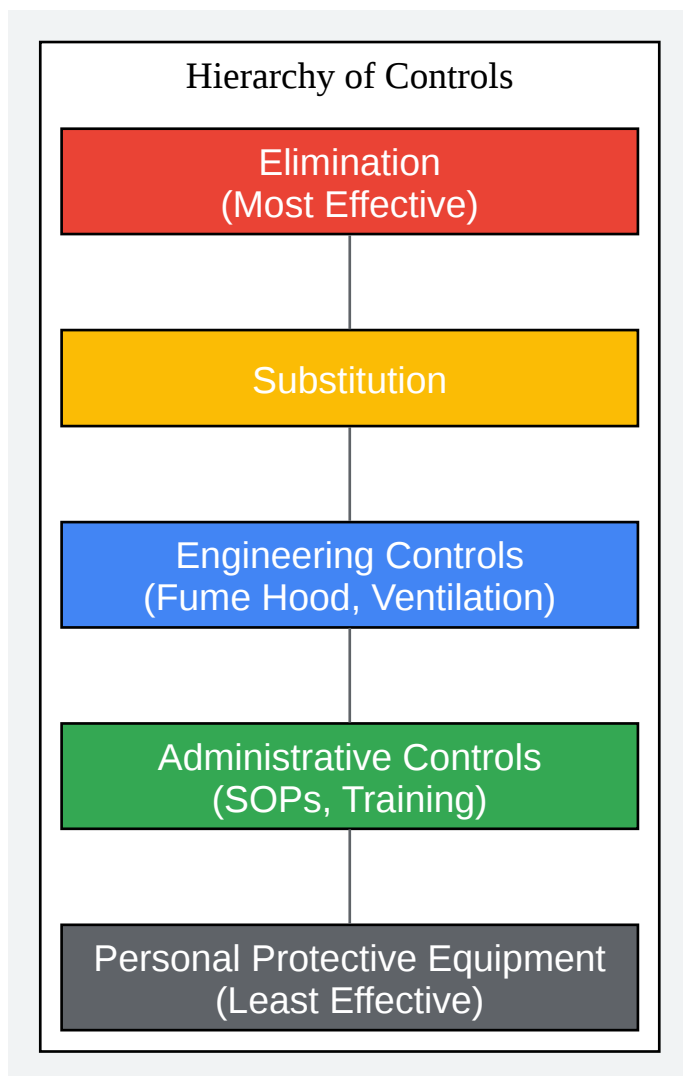 Hierarchy of Controls
Elimination
(Most Effective)
Substitution
Engineering Controls
(Fume Hood, Ventilation)
Administrative Controls
(SOPs, Training)
Personal Protective Equipment
(Least Effective)